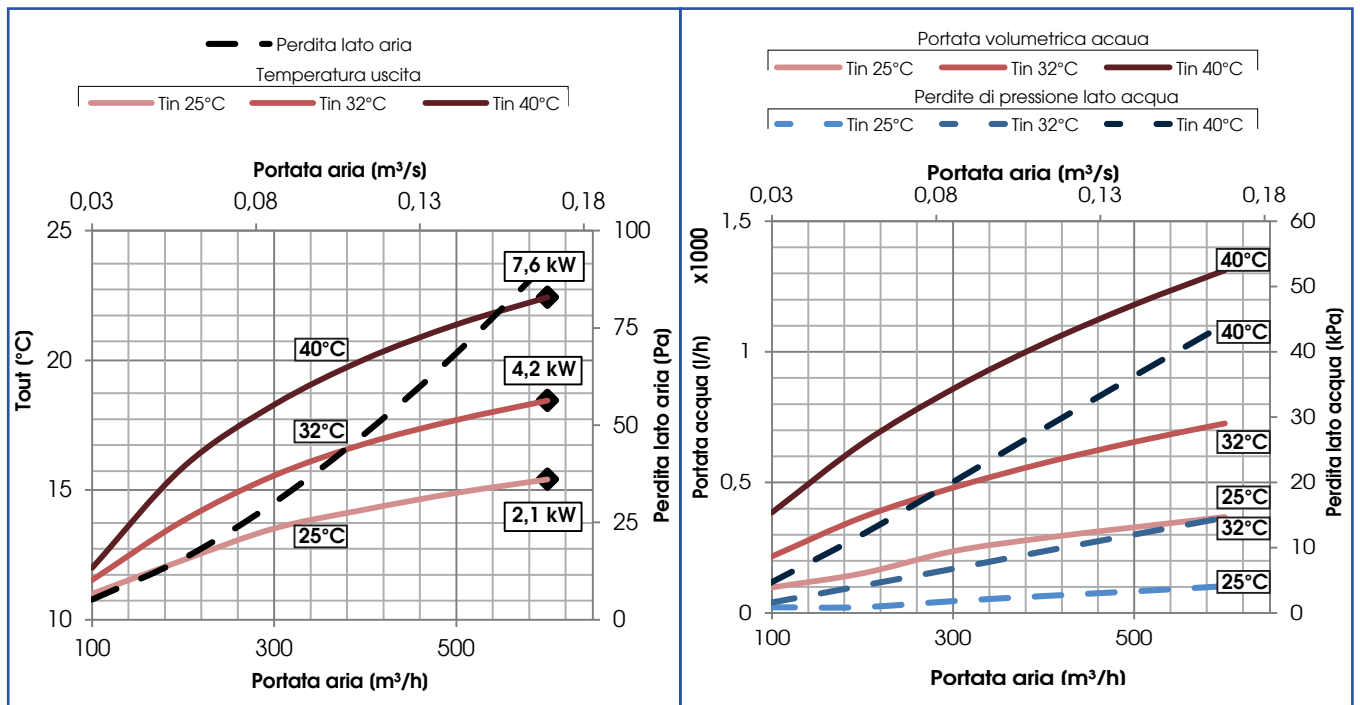 Perdita lato aria
Temperatura uscita
Tin 25°C Tin 32°C Tin 40°C
Portata aria (m³/s)
0,03 0,08 0,13 0,18
25 100
7,6 kW
40°C
20 75
4,2 kW
Tout (°C)
Perdita lato aria (Pa)
32°C
50
15
25°C
2,1 kW
25
10 0
100 300 500
Portata aria (m³/h)
Portata volumetrica acqua
Tin 25°C Tin 32°C Tin 40°C
Perdite di pressione lato acqua
Tin 25°C Tin 32°C Tin 40°C
Portata aria (m³/s)
0,03 0,08 0,13 0,18
1,5 60
x1000
40°C
50
40°C
1 40
Portata acqua (l/h)
Perdita lato acqua (kPa)
30
32°C
0,5 20
25°C
32°C
10
25°C
0 0
100 300 500
Portata aria (m³/h)